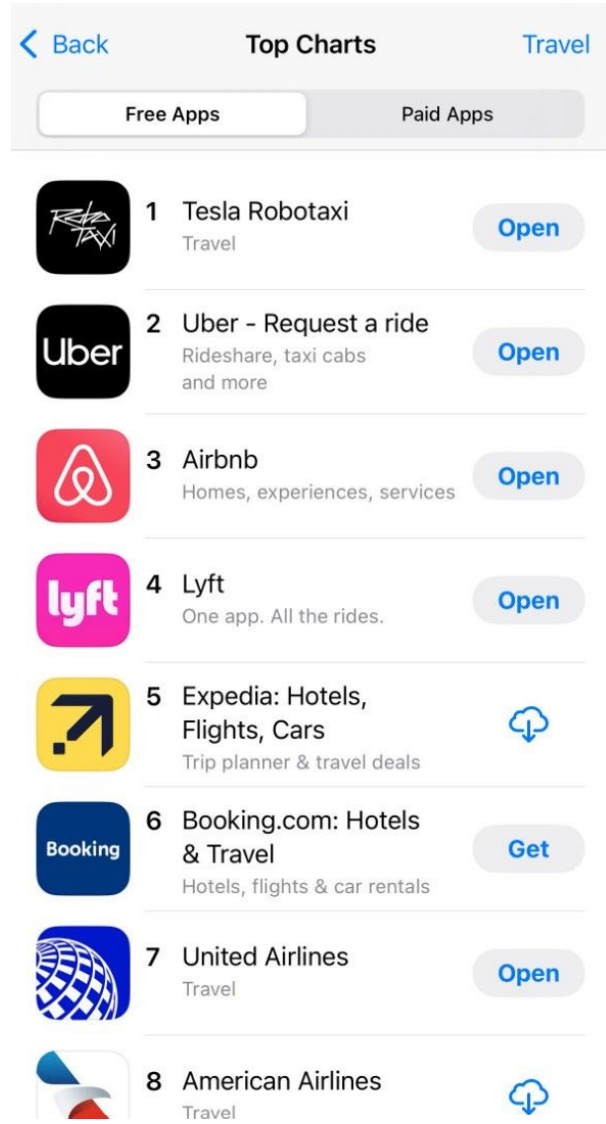 Back
Top Charts
Travel
Free Apps
Paid Apps
Robo
Taxi
1
Tesla Robotaxi
Travel
Open
Uber
2
Uber - Request a ride
Rideshare, taxi cabs
and more
Open
3
Airbnb
Homes, experiences, services
Open
lyft
4
Lyft
One app. All the rides.
Open
5
Expedia: Hotels,
Flights, Cars
Trip planner & travel deals
Booking
6
Booking.com: Hotels
& Travel
Hotels, flights & car rentals
Get
7
United Airlines
Travel
Open
8
American Airlines
Travel